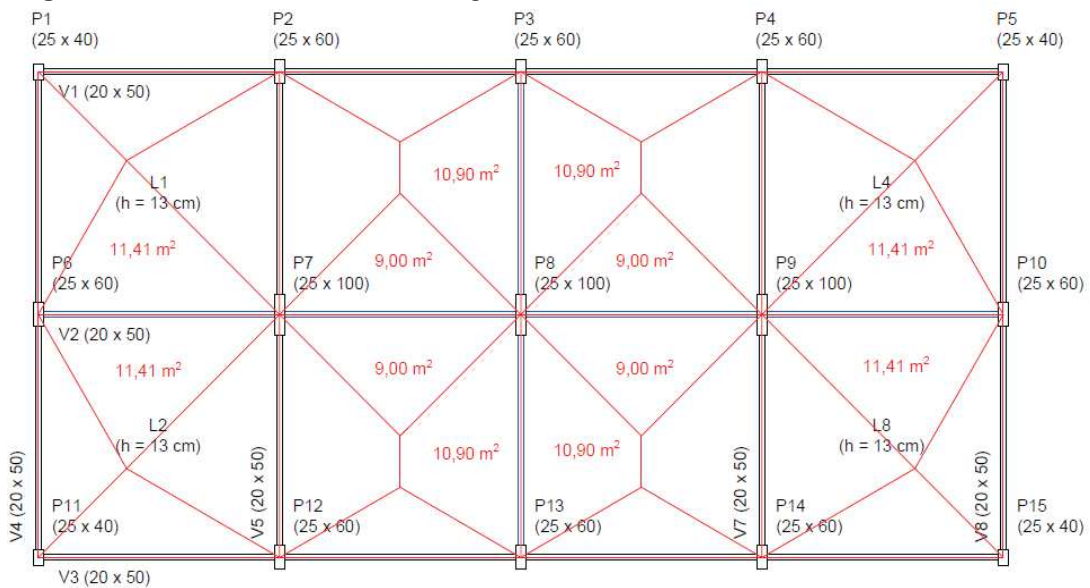 P1
(25 x 40)
P2
(25 x 60)
P3
(25 x 60)
P4
(25 x 60)
P5
(25 x 40)
V1 (20 x 50)
10,90 m²
10,90 m²
L1
(h = 13 cm)
L4
(h = 13 cm)
11,41 m²
9,00 m²
9,00 m²
11,41 m²
P6
(25 x 60)
P7
(25 x 100)
P8
(25 x 100)
P9
(25 x 100)
P10
(25 x 60)
V2 (20 x 50)
11,41 m²
9,00 m²
9,00 m²
11,41 m²
L2
(h = 13 cm)
L8
(h = 13 cm)
10,90 m²
10,90 m²
V4 (20 x 50)
V5 (20 x 50)
V7 (20 x 50)
V8 (20 x 50)
P11
(25 x 40)
P12
(25 x 60)
P13
(25 x 60)
P14
(25 x 60)
P15
(25 x 40)
V3 (20 x 50)